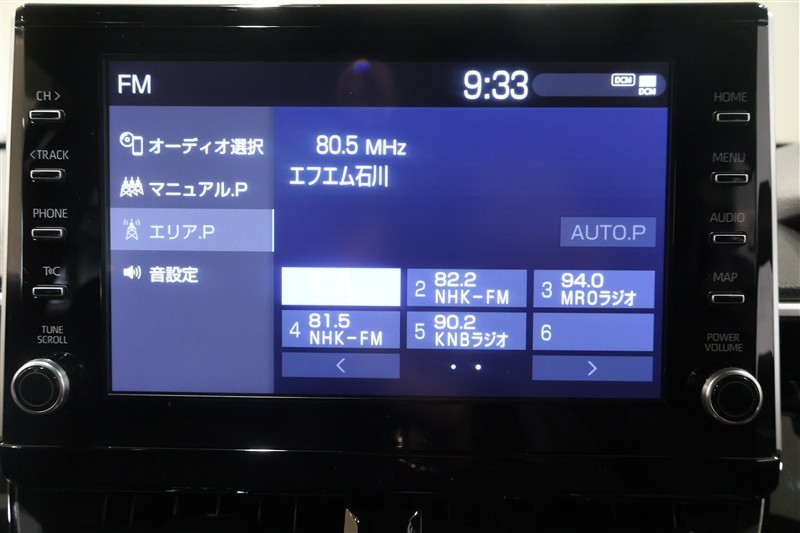 FM
9:33
DCM
DCM
CH >
<TRACK
PHONE
T\C
TUNE
SCROLL
オーディオ選択
マニュアル.P
エリア.P
音設定
80.5 MHz
エフエム石川
AUTO.P
2 82.2
NHK-FM
3 94.0
MROラジオ
4 81.5
NHK-FM
5 90.2
KNBラジオ
6
HOME
MENU
AUDIO
MAP
POWER
VOLUME